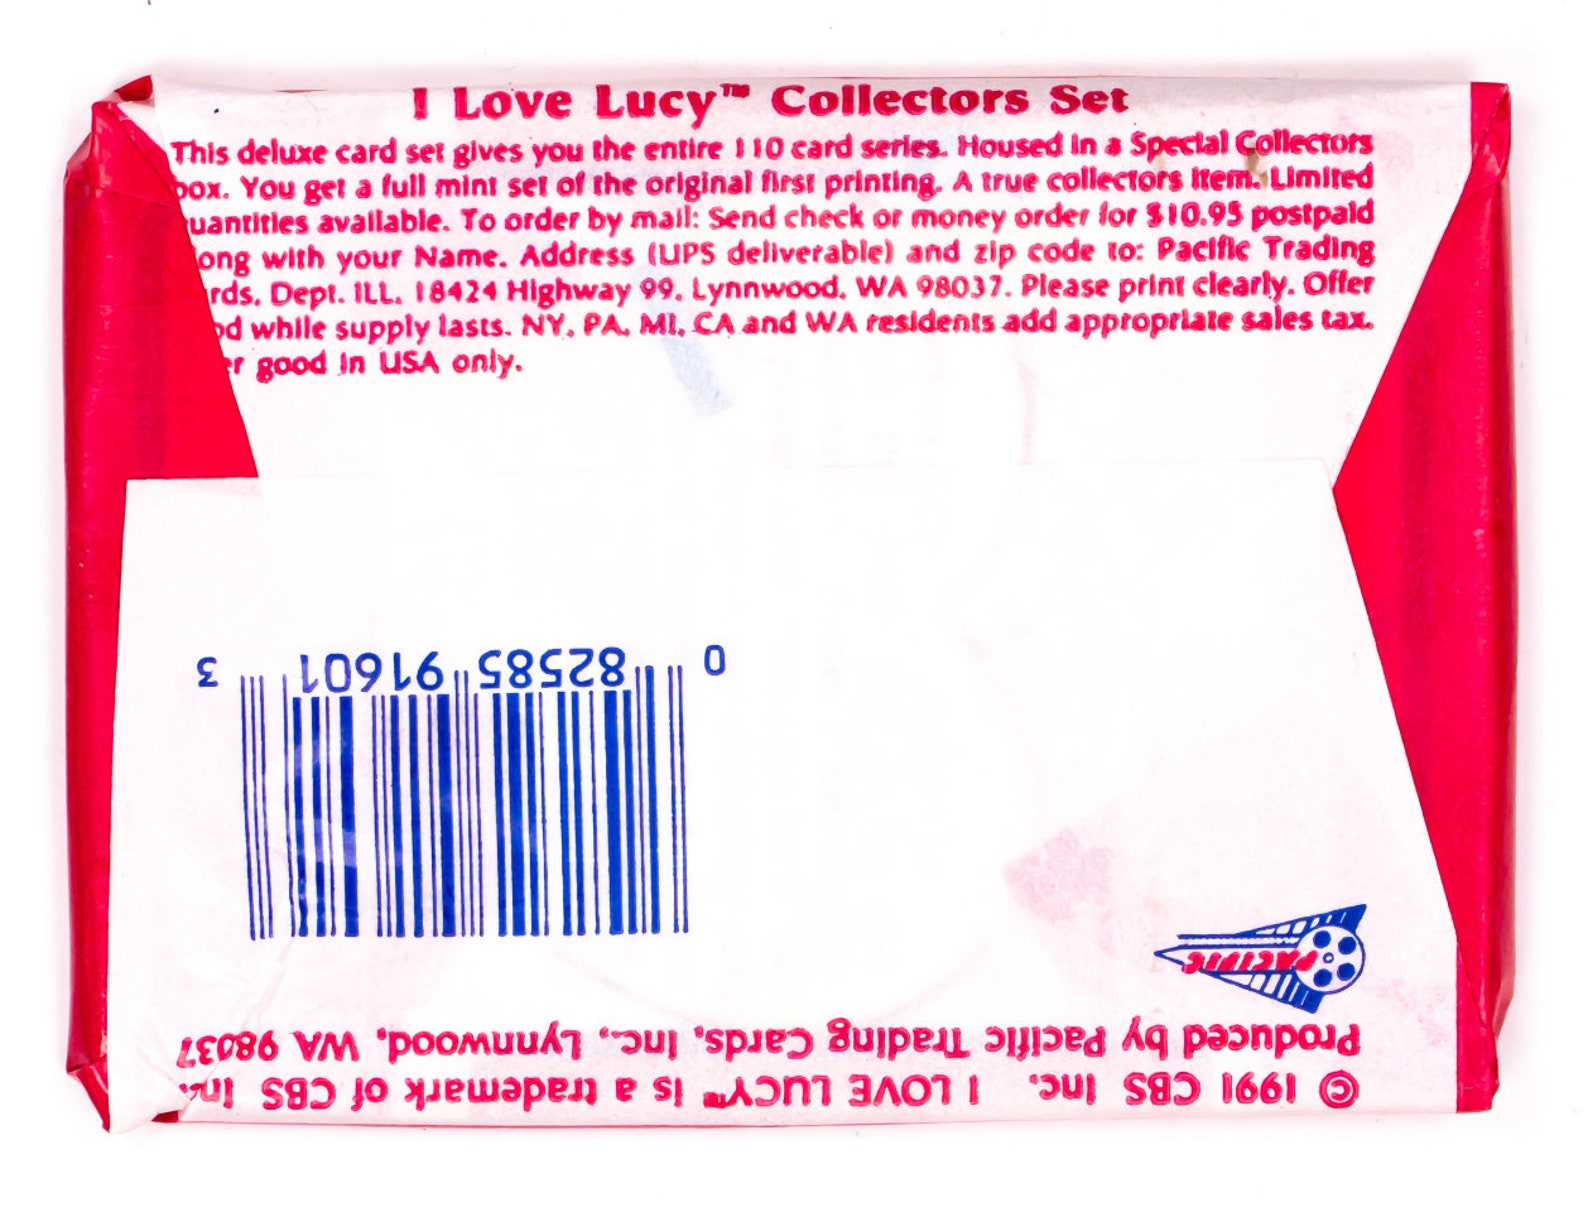 I Love Lucy™ Collectors Set
This deluxe card set gives you the entire 110 card series. Housed in a Special Collectors
box. You get a full mint set of the original first printing. A true collectors item. Limited
uantities available. To order by mail: Send check or money order for $10.95 postpaid
ong with your Name. Address (UPS deliverable) and zip code to: Pacific Trading
rds, Dept. ILL, 18424 Highway 99, Lynnwood, WA 98037. Please print clearly. Offer
od while supply lasts. NY, PA, MI, CA and WA residents add appropriate sales tax.
er good in USA only.
© 1991 CBS Inc. I LOVE LUCY™ is a trademark of CBS Inc.
Produced by Pacific Trading Cards, Inc., Lynnwood, WA 98037
PACIFIC
0 82585 91601 3